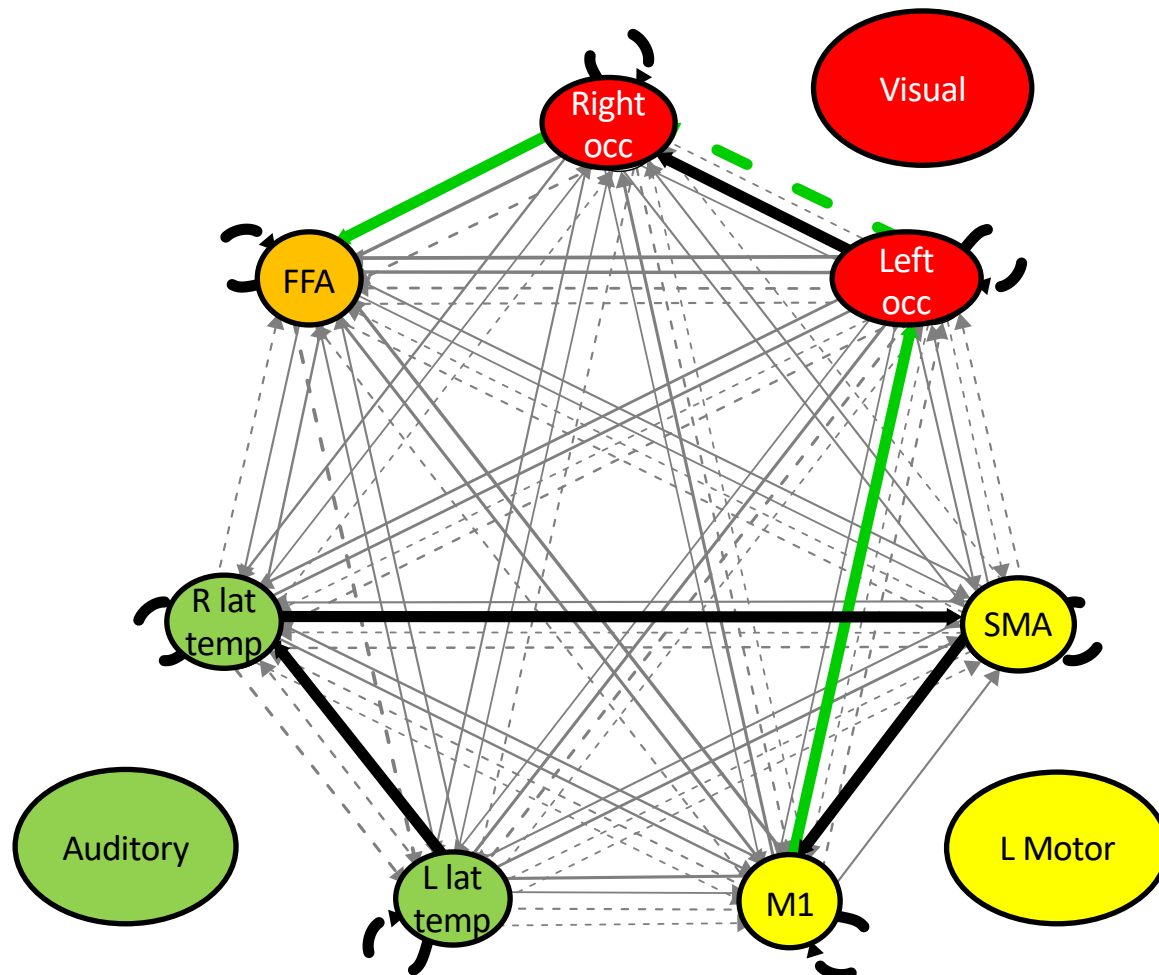 Right
occ
Visual
FFA
Left
occ
R lat
temp
SMA
Auditory
L lat
temp
M1
L Motor